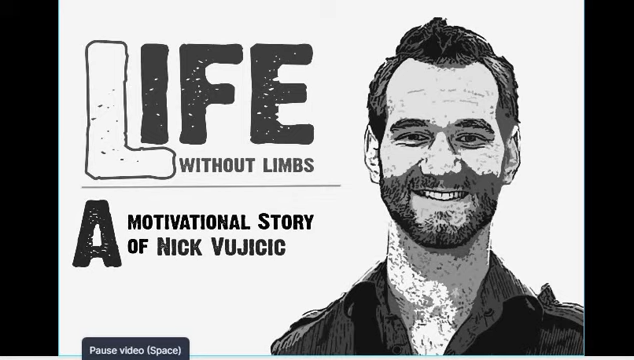 LIFE
WITHOUT LIMBS
A MOTIVATIONAL STORY
OF NICK VUJICIC
Pause video (Space)